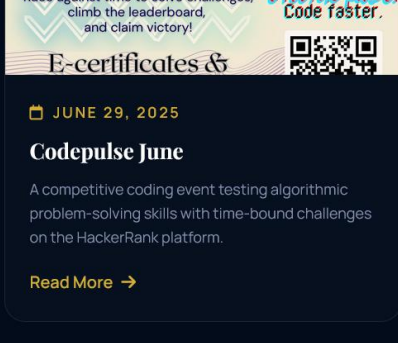 climb the leaderboard,
and claim victory!
Code faster.
E-certificates &
JUNE 29, 2025
Codepulse June
A competitive coding event testing algorithmic
problem-solving skills with time-bound challenges
on the HackerRank platform.
Read More →